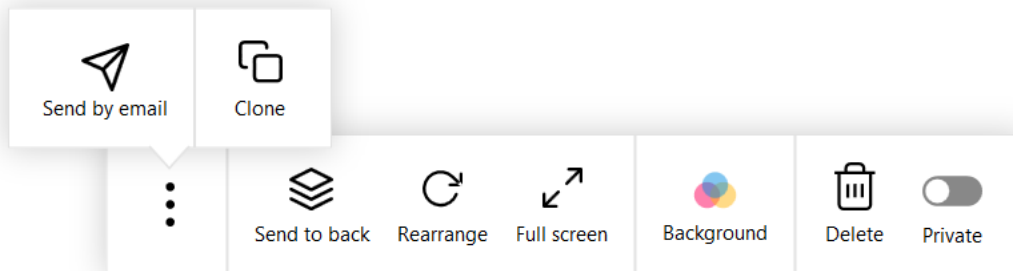 Send by email
Clone
Send to back
Rearrange
Full screen
Background
Delete
Private